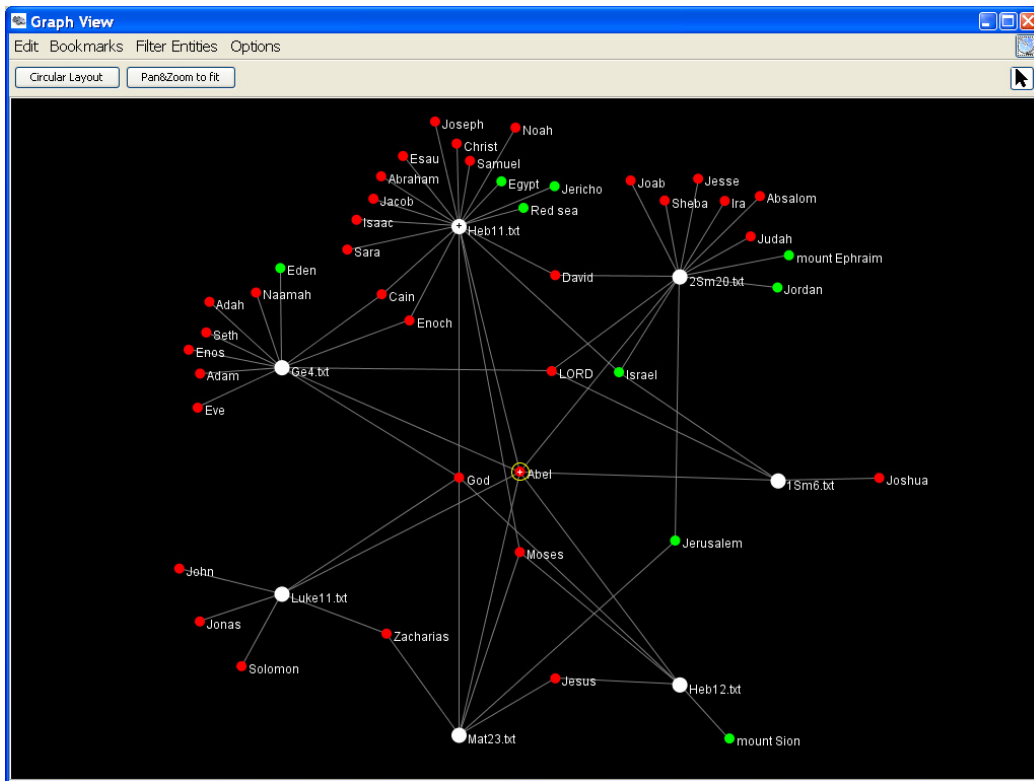 Graph View
Edit Bookmarks Filter Entities Options
Circular Layout Pan&Zoom to fit
Joseph
Noah
Christ
Esau
Samuel
Abraham
Egypt
Jericho
Jacob
Red sea
Isaac
Heb11.txt
Sara
Joab
Jesse
Sheba
Ira
Absalom
Judah
mount Ephraim
David
2Sm20.txt
Jordan
Eden
Naamah
Cain
Adah
Enoch
Seth
Enos
Adam
Ge4.txt
LORD
Israel
Eve
God
Abel
1Sm6.txt
Joshua
Moses
Jerusalem
John
Luke11.txt
Jonas
Zacharias
Solomon
Jesus
Heb12.txt
Mat23.txt
mount Sion